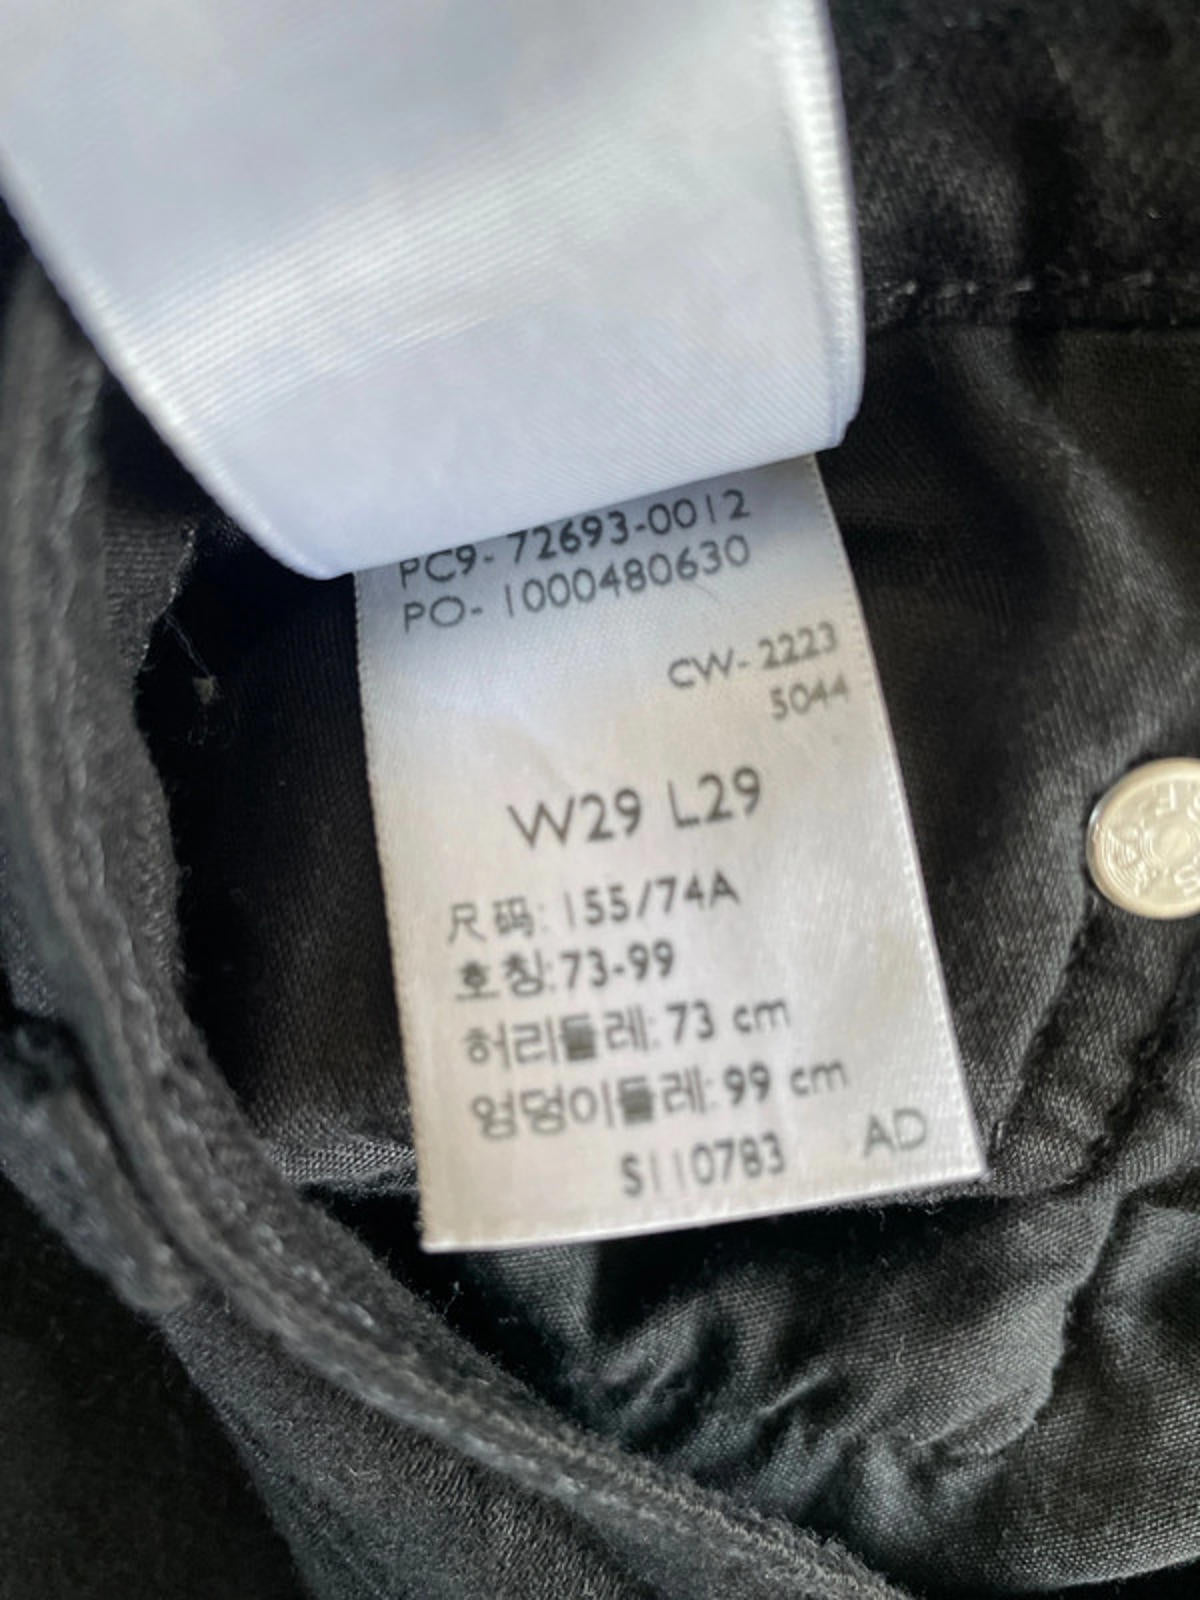 PC9- 72693-0012
PO- 1000480630
CW- 2223
5044
W29 L29
尺码: 155/74A
호칭:73-99
허리둘레: 73 cm
엉덩이둘레: 99 cm
S110783 AD